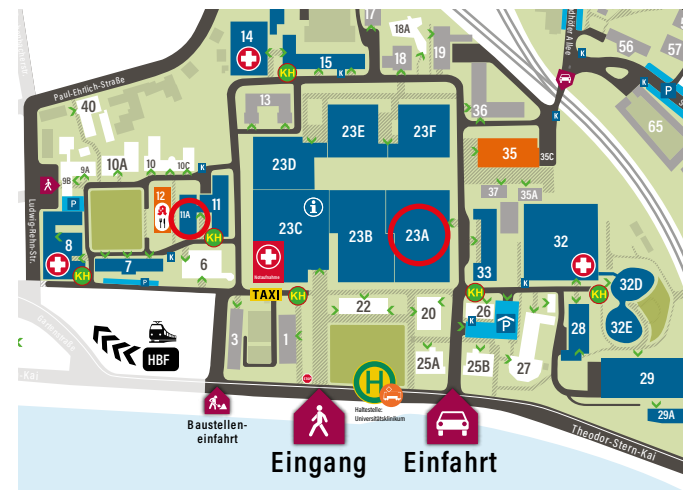 17
18A
Allee
56
57
14
15
18
19
KH
K
P
Paul-Ehrlich-Straße
40
13
36
65
23E
23F
35
35C
10A
10
10C
K
9A
9B
23D
37
35A
12
11A
11
P
i
23C
23B
23A
32
Ludwig-Rehn-Str.
8
KH
7
K
6
KH
Notaufnahme
33
32D
TAXI
KH
KH
KH
P
22
20
26
K
P
28
32E
3
1
25A
25B
27
K
29
HBF
STOP
H
29A
Kai
Baustellen-
einfahrt
Haltestelle:
Universitätsklinikum
Theodor-Stern-Kai
Eingang
Einfahrt